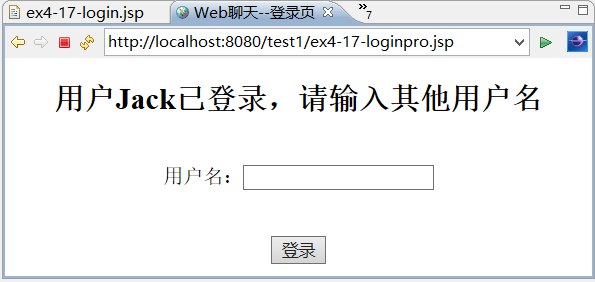 ex4-17-login.jsp Web聊天--登录页 »7
http://localhost:8080/test1/ex4-17-loginpro.jsp
用户Jack已登录，请输入其他用户名
用户名：
登录